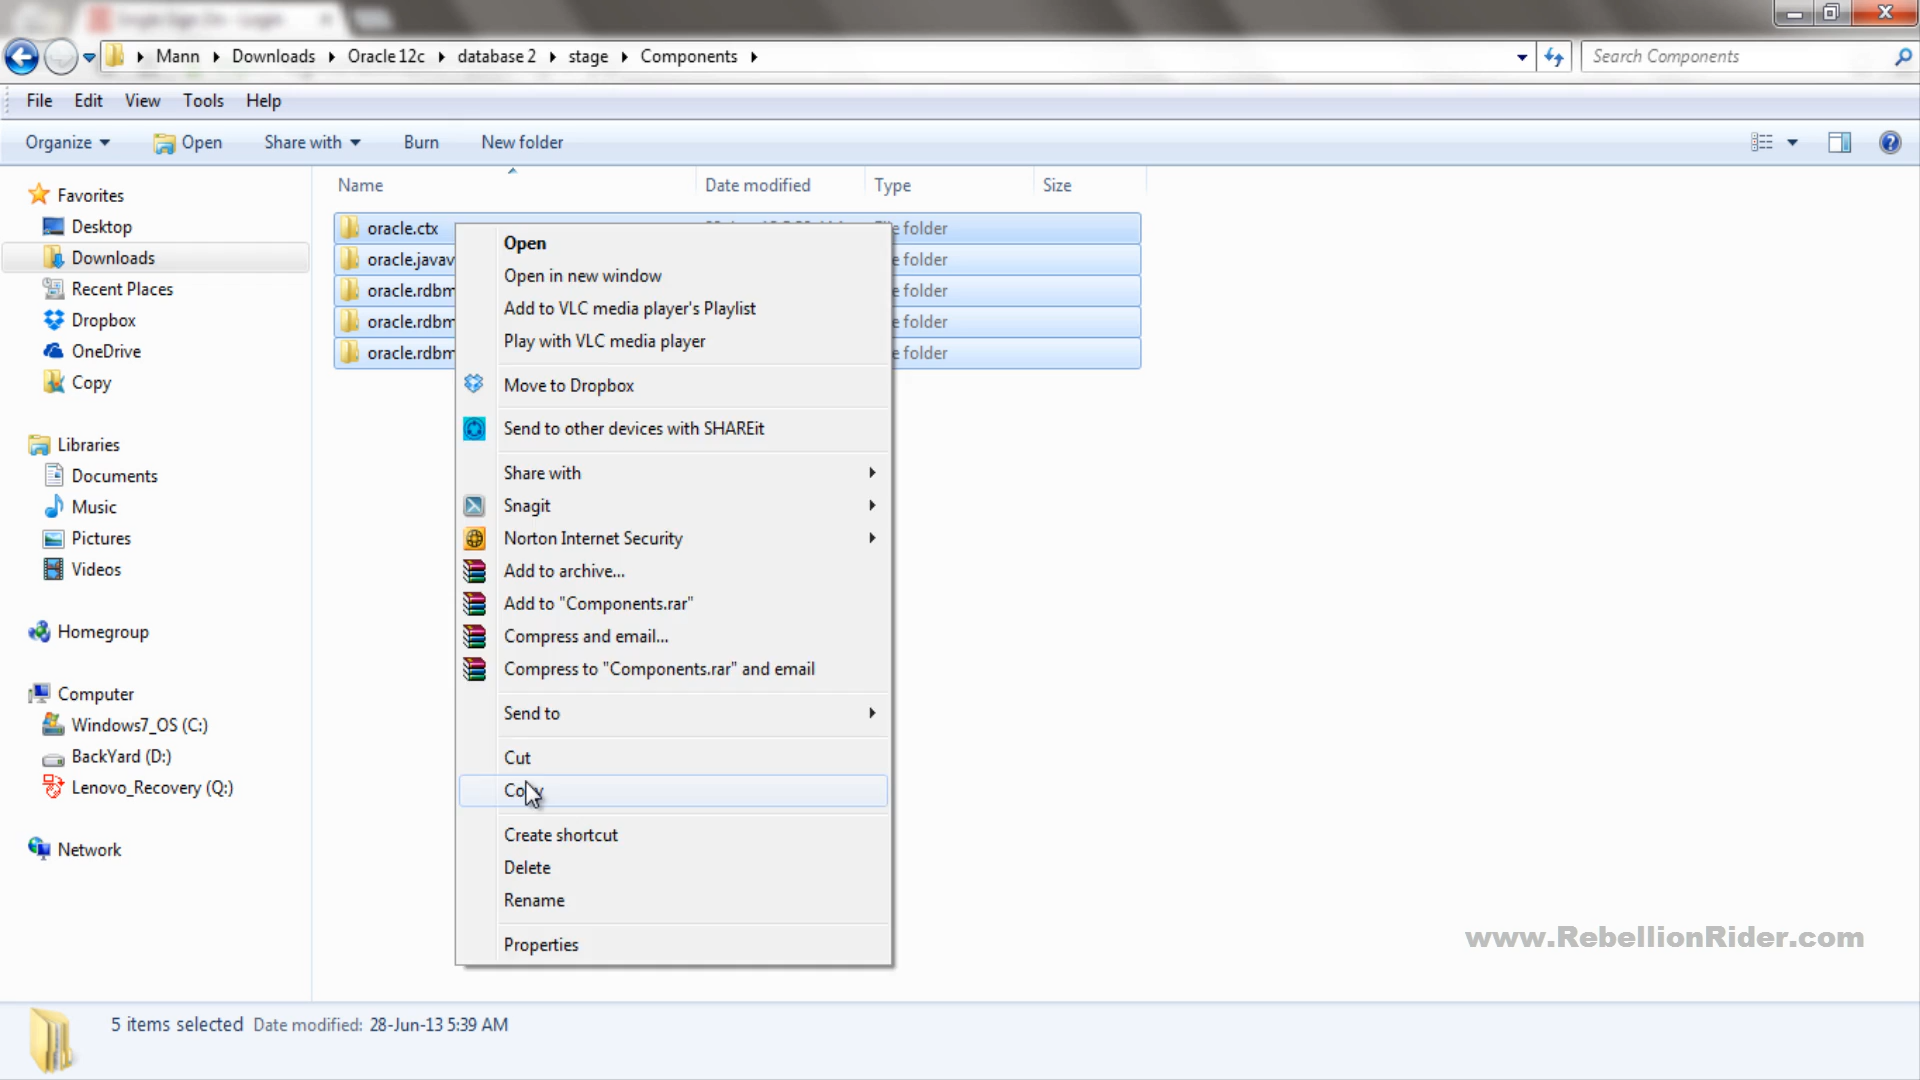 Mann Downloads Oracle 12c database 2 stage Components
Search Components
File Edit View Tools Help
Organize Open Share with Burn New folder
Name Date modified Type Size
Favorites
Desktop
Downloads
Recent Places
Dropbox
OneDrive
Copy
Libraries
Documents
Music
Pictures
Videos
Homegroup
Computer
Windows7_OS (C:)
BackYard (D:)
Lenovo_Recovery (Q:)
Network
oracle.ctx
oracle.javav
oracle.rdbm
oracle.rdbm
oracle.rdbm
e folder
e folder
e folder
e folder
e folder
Open
Open in new window
Add to VLC media player's Playlist
Play with VLC media player
Move to Dropbox
Send to other devices with SHAREit
Share with
Snagit
Norton Internet Security
Add to archive...
Add to "Components.rar"
Compress and email...
Compress to "Components.rar" and email
Send to
Cut
Copy
Create shortcut
Delete
Rename
Properties
www.RebellionRider.com
5 items selected Date modified: 28-Jun-13 5:39 AM